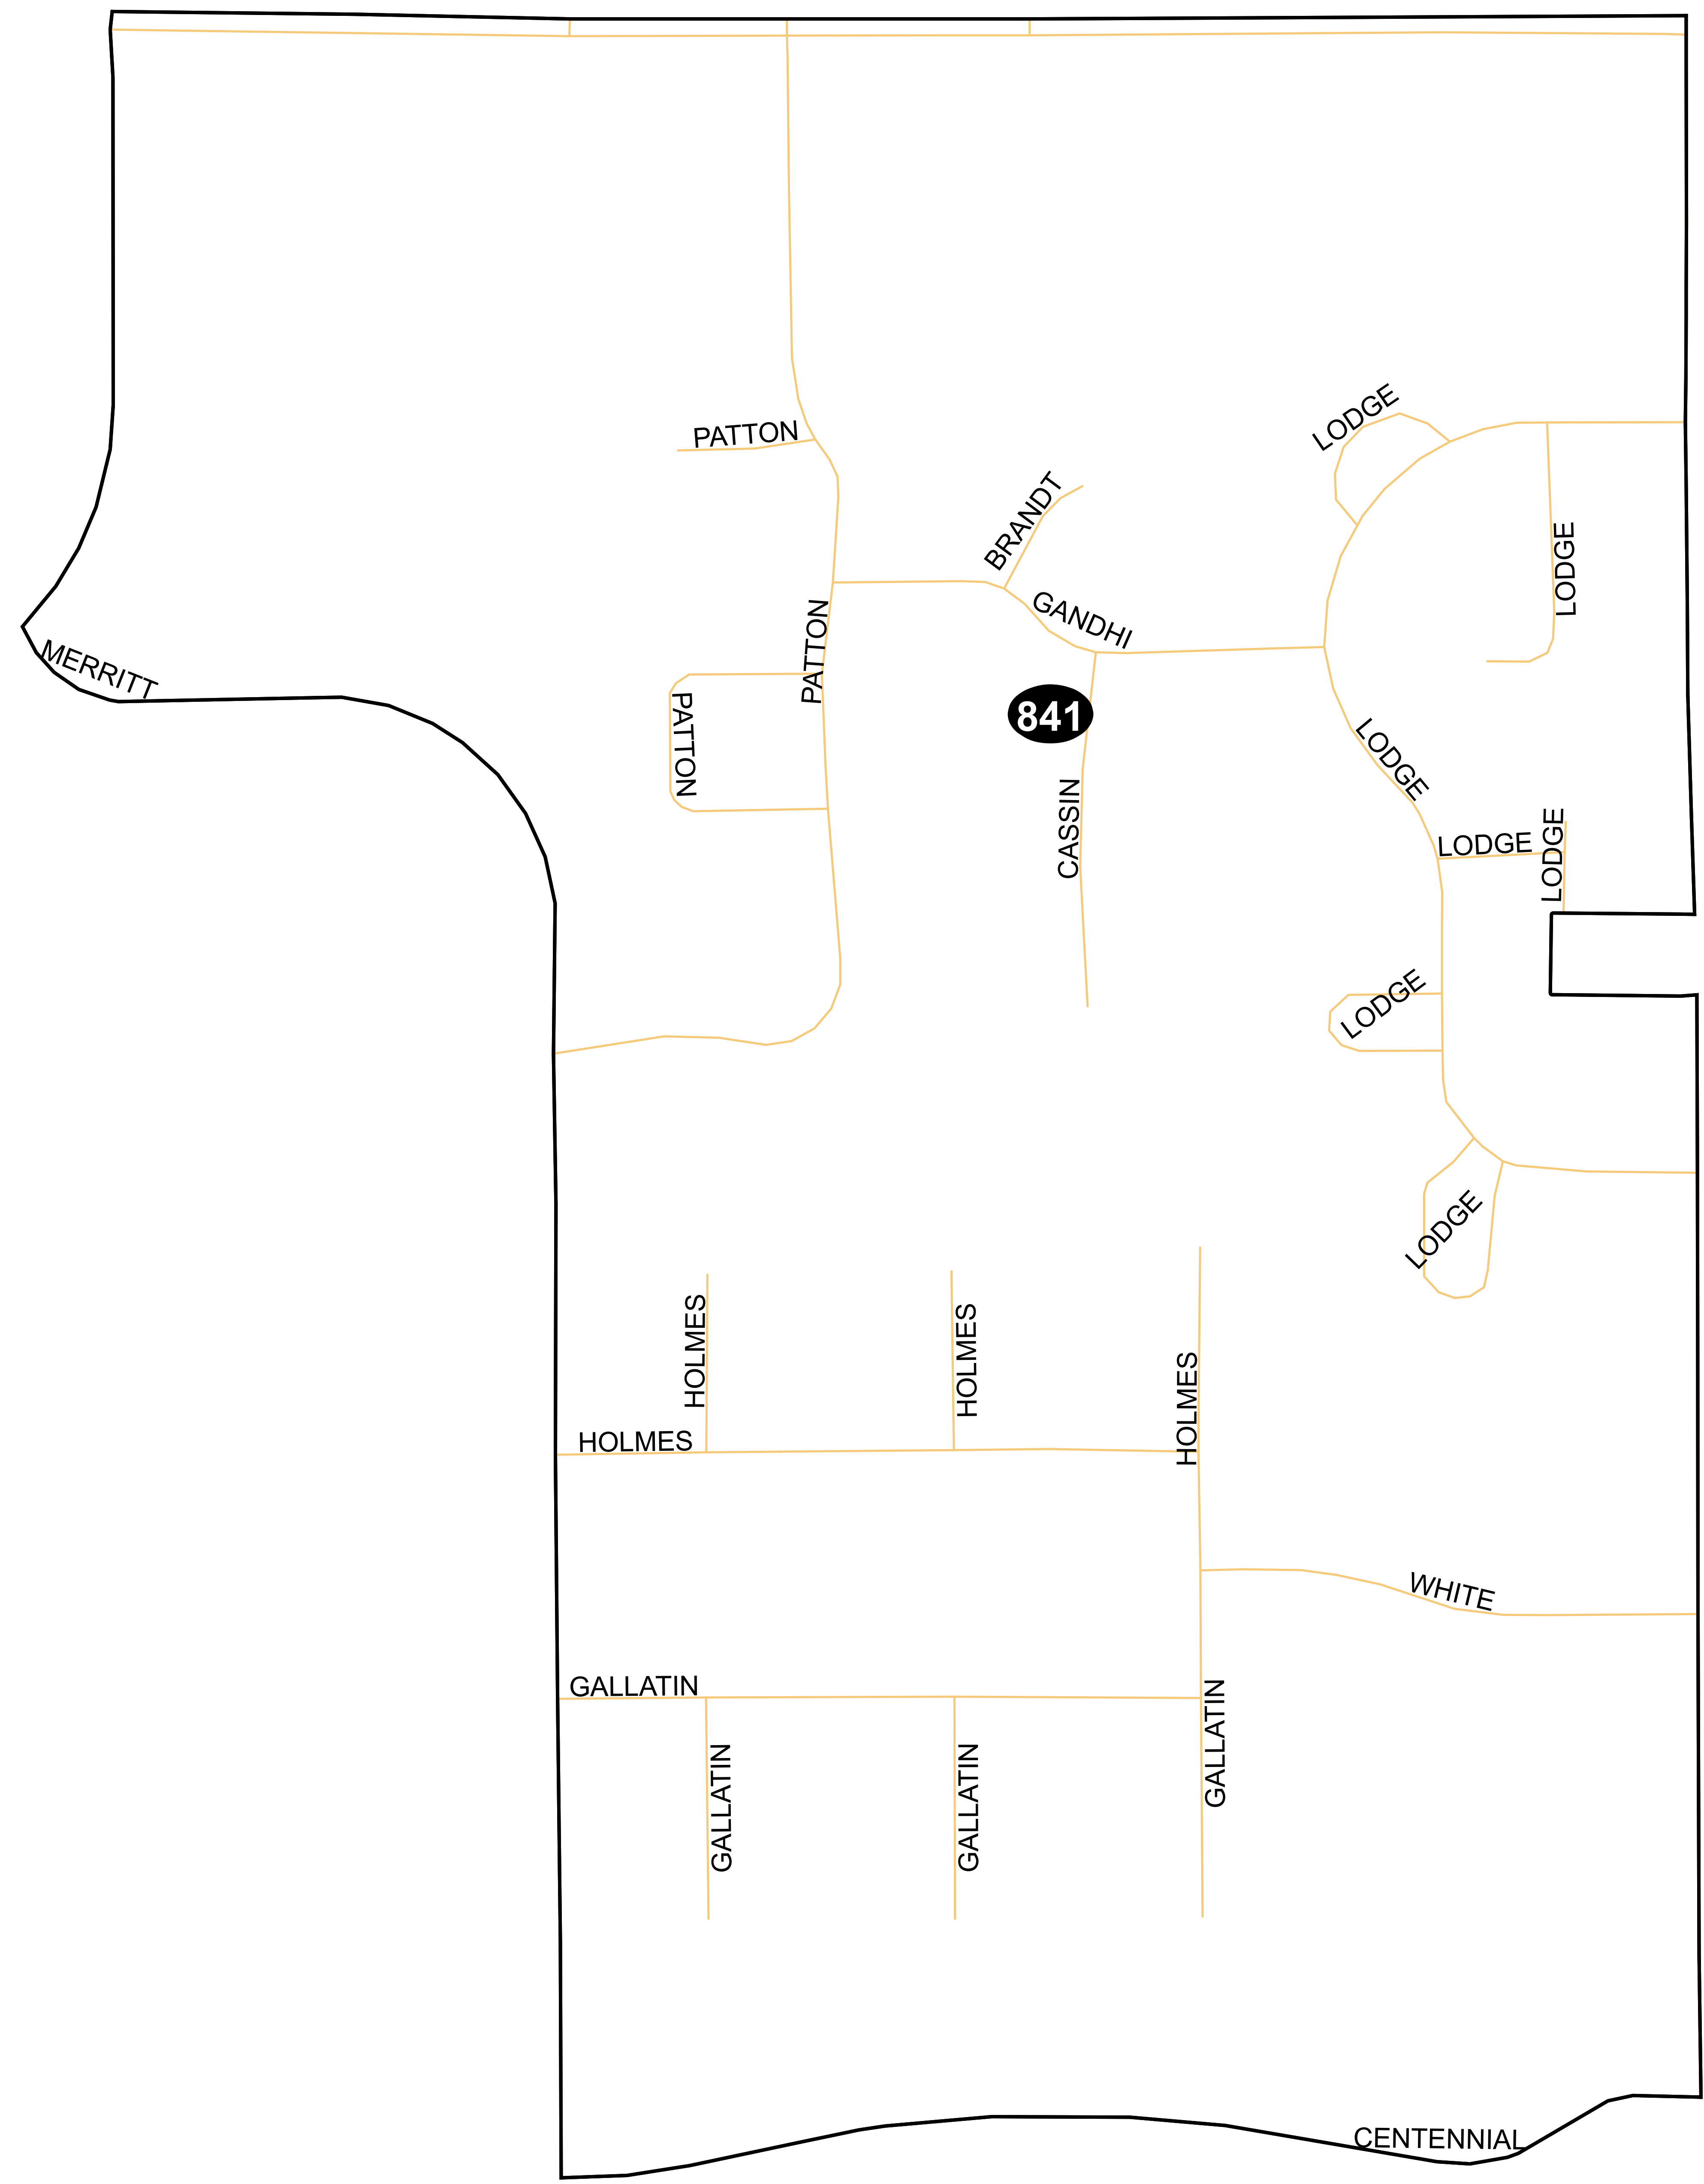 LODGE
PATTON
BRANDT
LODGE
GANDHI
PATTON
MERRITT
PATTON
841
LODGE
CASSIN
LODGE
LODGE
LODGE
LODGE
HOLMES
HOLMES
HOLMES
HOLMES
WHITE
GALLATIN
GALLATIN
GALLATIN
GALLATIN
CENTENNIAL